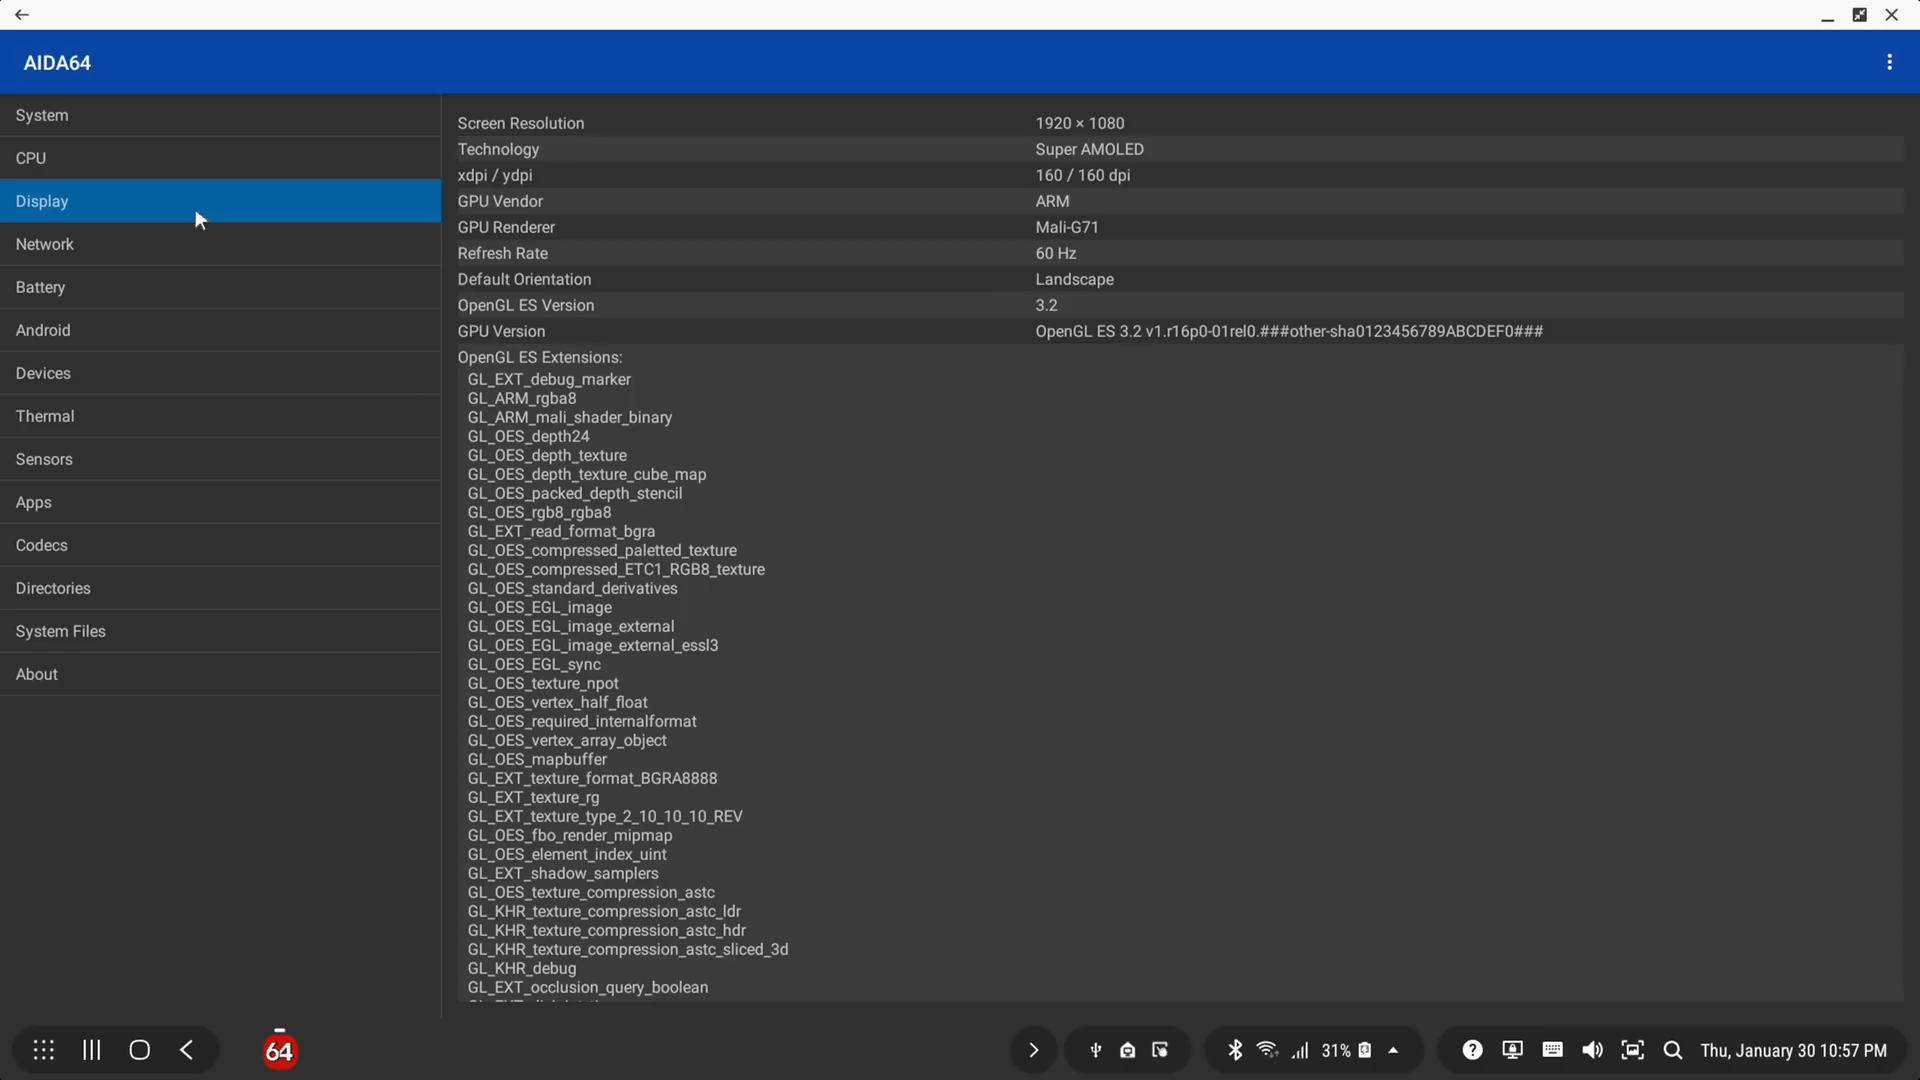 AIDA64
System
CPU
Display
Network
Battery
Android
Devices
Thermal
Sensors
Apps
Codecs
Directories
System Files
About
Screen Resolution 1920 × 1080
Technology Super AMOLED
xdpi / ydpi 160 / 160 dpi
GPU Vendor ARM
GPU Renderer Mali-G71
Refresh Rate 60 Hz
Default Orientation Landscape
OpenGL ES Version 3.2
GPU Version OpenGL ES 3.2 v1.r16p0-01rel0.###other-sha0123456789ABCDEF0###
OpenGL ES Extensions:
GL_EXT_debug_marker
GL_ARM_rgba8
GL_ARM_mali_shader_binary
GL_OES_depth24
GL_OES_depth_texture
GL_OES_depth_texture_cube_map
GL_OES_packed_depth_stencil
GL_OES_rgb8_rgba8
GL_EXT_read_format_bgra
GL_OES_compressed_paletted_texture
GL_OES_compressed_ETC1_RGB8_texture
GL_OES_standard_derivatives
GL_OES_EGL_image
GL_OES_EGL_image_external
GL_OES_EGL_image_external_essl3
GL_OES_EGL_sync
GL_OES_texture_npot
GL_OES_vertex_half_float
GL_OES_required_internalformat
GL_OES_vertex_array_object
GL_OES_mapbuffer
GL_EXT_texture_format_BGRA8888
GL_EXT_texture_rg
GL_EXT_texture_type_2_10_10_10_REV
GL_OES_fbo_render_mipmap
GL_OES_element_index_uint
GL_EXT_shadow_samplers
GL_OES_texture_compression_astc
GL_KHR_texture_compression_astc_ldr
GL_KHR_texture_compression_astc_hdr
GL_KHR_texture_compression_astc_sliced_3d
GL_KHR_debug
GL_EXT_occlusion_query_boolean
64
31%
Thu, January 30 10:57 PM